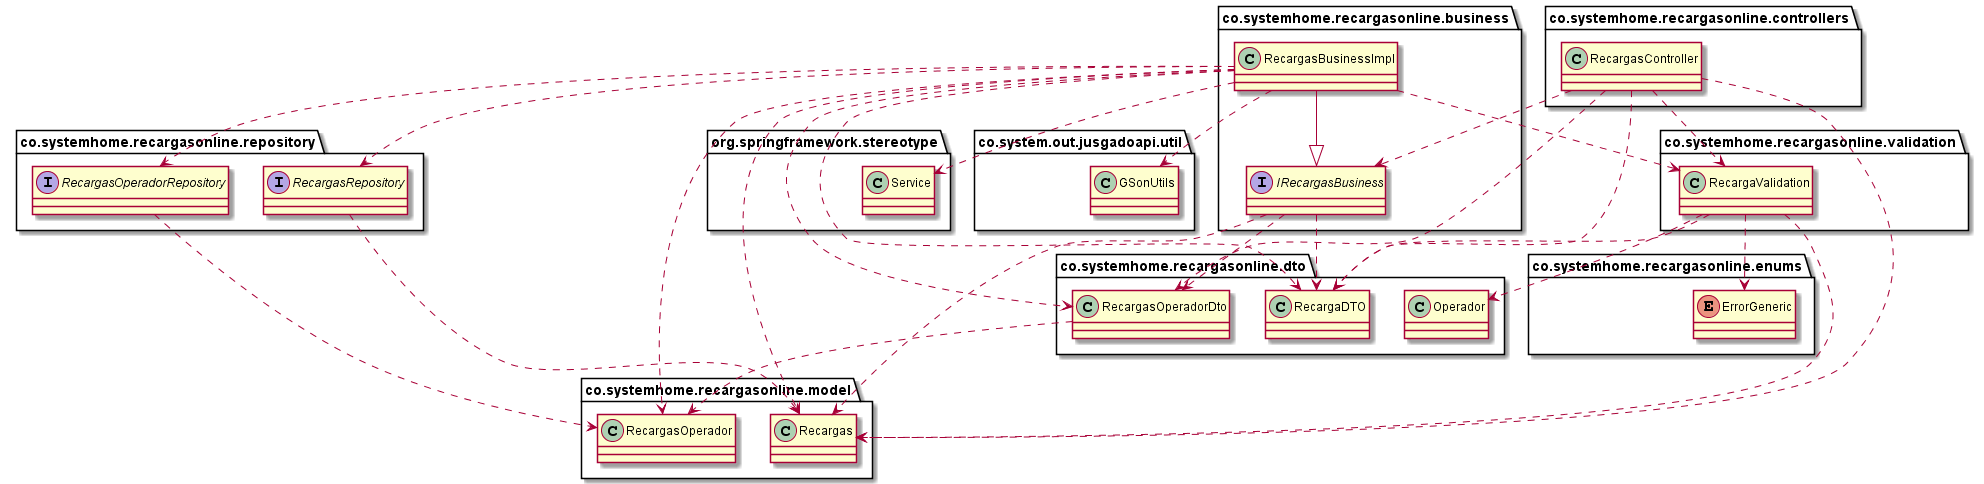 co.systemhome.recargasonline.business
co.systemhome.recargasonline.controllers
C RecargasBusinessImpl
C RecargasController
co.systemhome.recargasonline.repository
org.springframework.stereotype
co.system.out.jusgadoapi.util
co.systemhome.recargasonline.validation
I RecargasOperadorRepository
I RecargasRepository
C Service
C GSonUtils
I IRecargasBusiness
C RecargaValidation
co.systemhome.recargasonline.dto
co.systemhome.recargasonline.enums
C RecargasOperadorDto
C RecargaDTO
C Operador
E ErrorGeneric
co.systemhome.recargasonline.model
C RecargasOperador
C Recargas